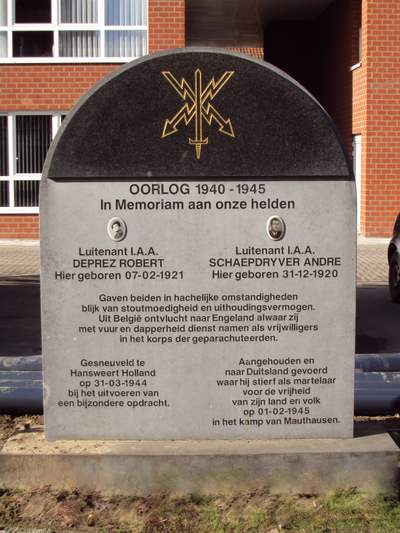 OORLOG 1940 - 1945
In Memoriam aan onze helden
Luitenant I.A.A.
DEPREZ ROBERT
Hier geboren 07-02-1921
Luitenant I.A.A.
SCHAEPDRYVER ANDRE
Hier geboren 31-12-1920
Gaven beiden in hachelijke omstandigheden
blijk van stoutmoedigheid en uithoudingsvermogen.
Uit België ontvlucht naar Engeland alwaar zij
met vuur en dapperheid dienst namen als vrijwilligers
in het korps der geparachuteerden.
Gesneuveld te
Hansweert Holland
op 31-03-1944
bij het uitvoeren van
een bijzondere opdracht.
Aangehouden en
naar Duitsland gevoerd
waar hij stierf als martelaar
voor de vrijheid
van zijn land en volk
op 01-02-1945
in het kamp van Mauthausen.